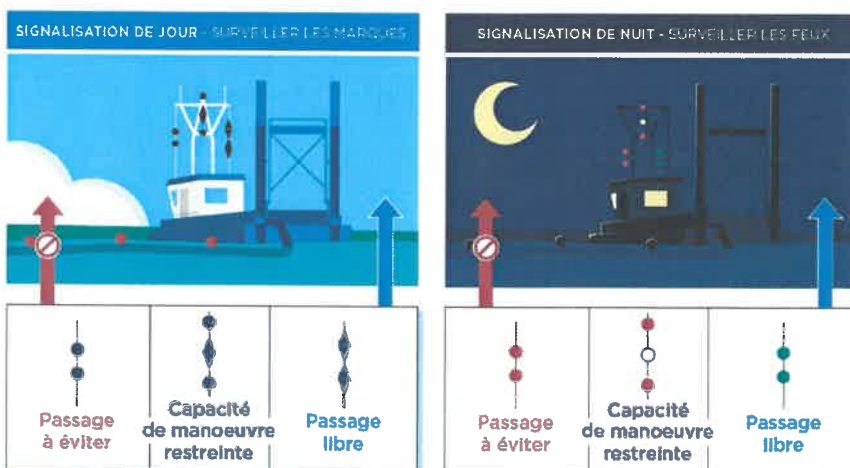 SIGNALISATION DE JOUR - SURVEILLER LES MARQUES
SIGNALISATION DE NUIT - SURVEILLER LES FEUX
Passage
à éviter
Capacité
de manoeuvre
restreinte
Passage
libre
Passage
à éviter
Capacité
de manoeuvre
restreinte
Passage
libre